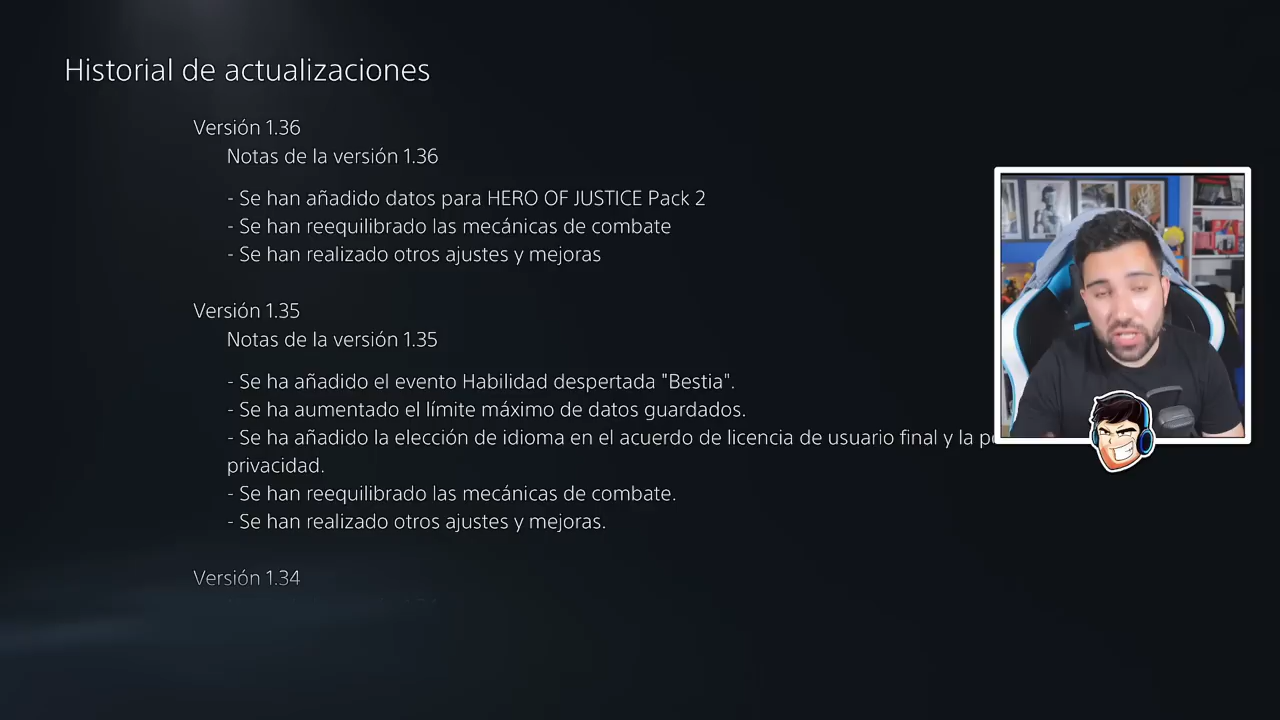 Historial de actualizaciones
Versión 1.36
Notas de la versión 1.36
- Se han añadido datos para HERO OF JUSTICE Pack 2
- Se han reequilibrado las mecánicas de combate
- Se han realizado otros ajustes y mejoras
Versión 1.35
Notas de la versión 1.35
- Se ha añadido el evento Habilidad despertada "Bestia".
- Se ha aumentado el límite máximo de datos guardados.
- Se ha añadido la elección de idioma en el acuerdo de licencia de usuario final y la
privacidad.
- Se han reequilibrado las mecánicas de combate.
- Se han realizado otros ajustes y mejoras.
Versión 1.34